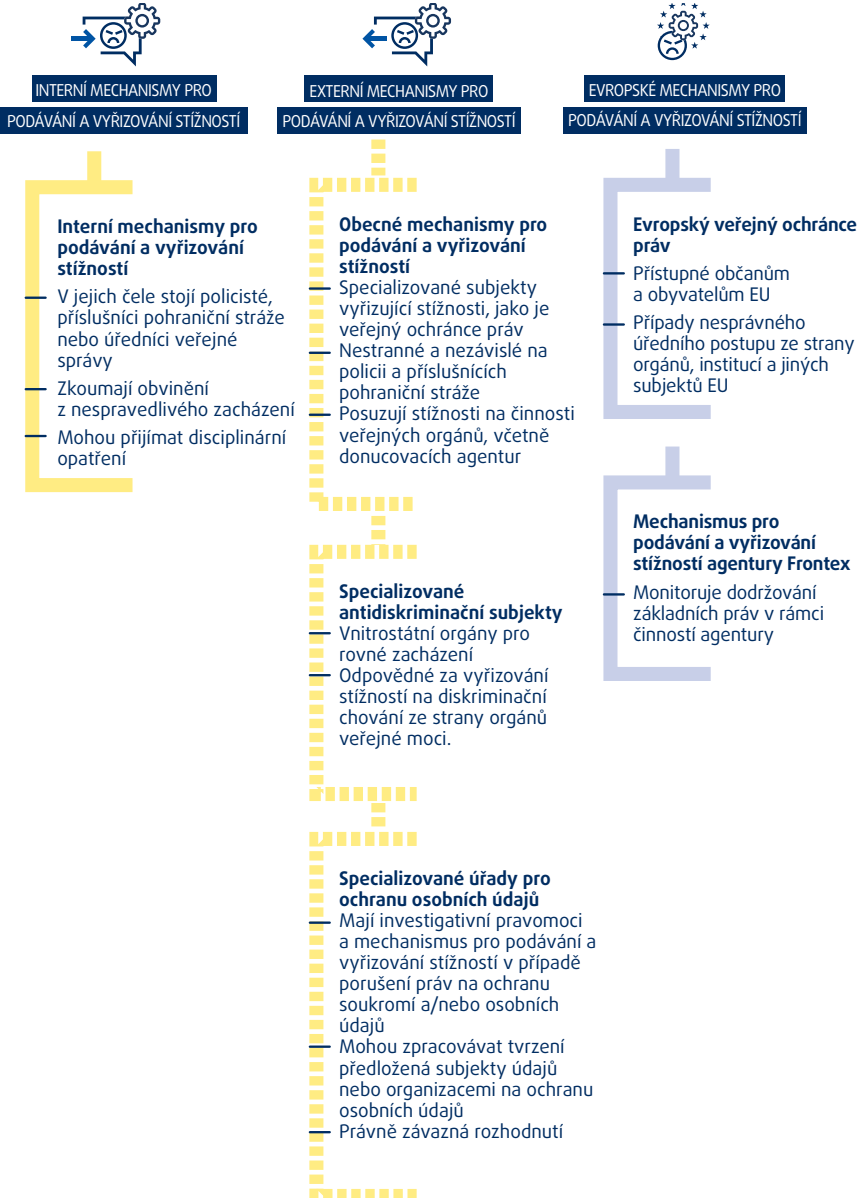 INTERNÍ MECHANISMY PRO
PODÁVÁNÍ A VYŘIZOVÁNÍ STÍŽNOSTÍ
Interní mechanismy pro
podávání a vyřizování
stížností
V jejich čele stojí policisté,
příslušníci pohraniční stráže
nebo úředníci veřejné
správy
Zkoumají obvinění
z nespravedlivého zacházení
Mohou přijímat disciplinární
opatření
EXTERNÍ MECHANISMY PRO
PODÁVÁNÍ A VYŘIZOVÁNÍ STÍŽNOSTÍ
Obecné mechanismy pro
podávání a vyřizování
stížností
Specializované subjekty
vyřizující stížnosti, jako je
veřejný ochránce práv
Nestranné a nezávislé na
policii a příslušnících
pohraniční stráže
Posuzují stížnosti na činnosti
veřejných orgánů, včetně
donucovacích agentur
Specializované
antidiskriminační subjekty
Vnitrostátní orgány pro
rovné zacházení
Odpovědné za vyřizování
stížností na diskriminační
chování ze strany orgánů
veřejné moci.
Specializované úřady pro
ochranu osobních údajů
Mají investigativní pravomoci
a mechanismus pro podávání a
vyřizování stížností v případě
porušení práv na ochranu
soukromí a/nebo osobních
údajů
Mohou zpracovávat tvrzení
předložená subjekty údajů
nebo organizacemi na ochranu
osobních údajů
Právně závazná rozhodnutí
EVROPSKÉ MECHANISMY PRO
PODÁVÁNÍ A VYŘIZOVÁNÍ STÍŽNOSTÍ
Evropský veřejný ochránce
práv
Přístupné občanům
a obyvatelům EU
Případy nesprávného
úředního postupu ze strany
orgánů, institucí a jiných
subjektů EU
Mechanismus pro
podávání a vyřizování
stížností agentury Frontex
Monitoruje dodržování
základních práv v rámci
činností agentury